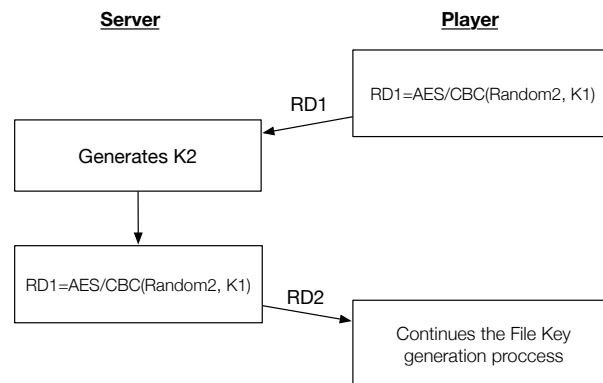 Server
Player
RD1=AES/CBC(Random2, K1)
RD1
Generates K2
RD1=AES/CBC(Random2, K1)
RD2
Continues the File Key
generation proccess